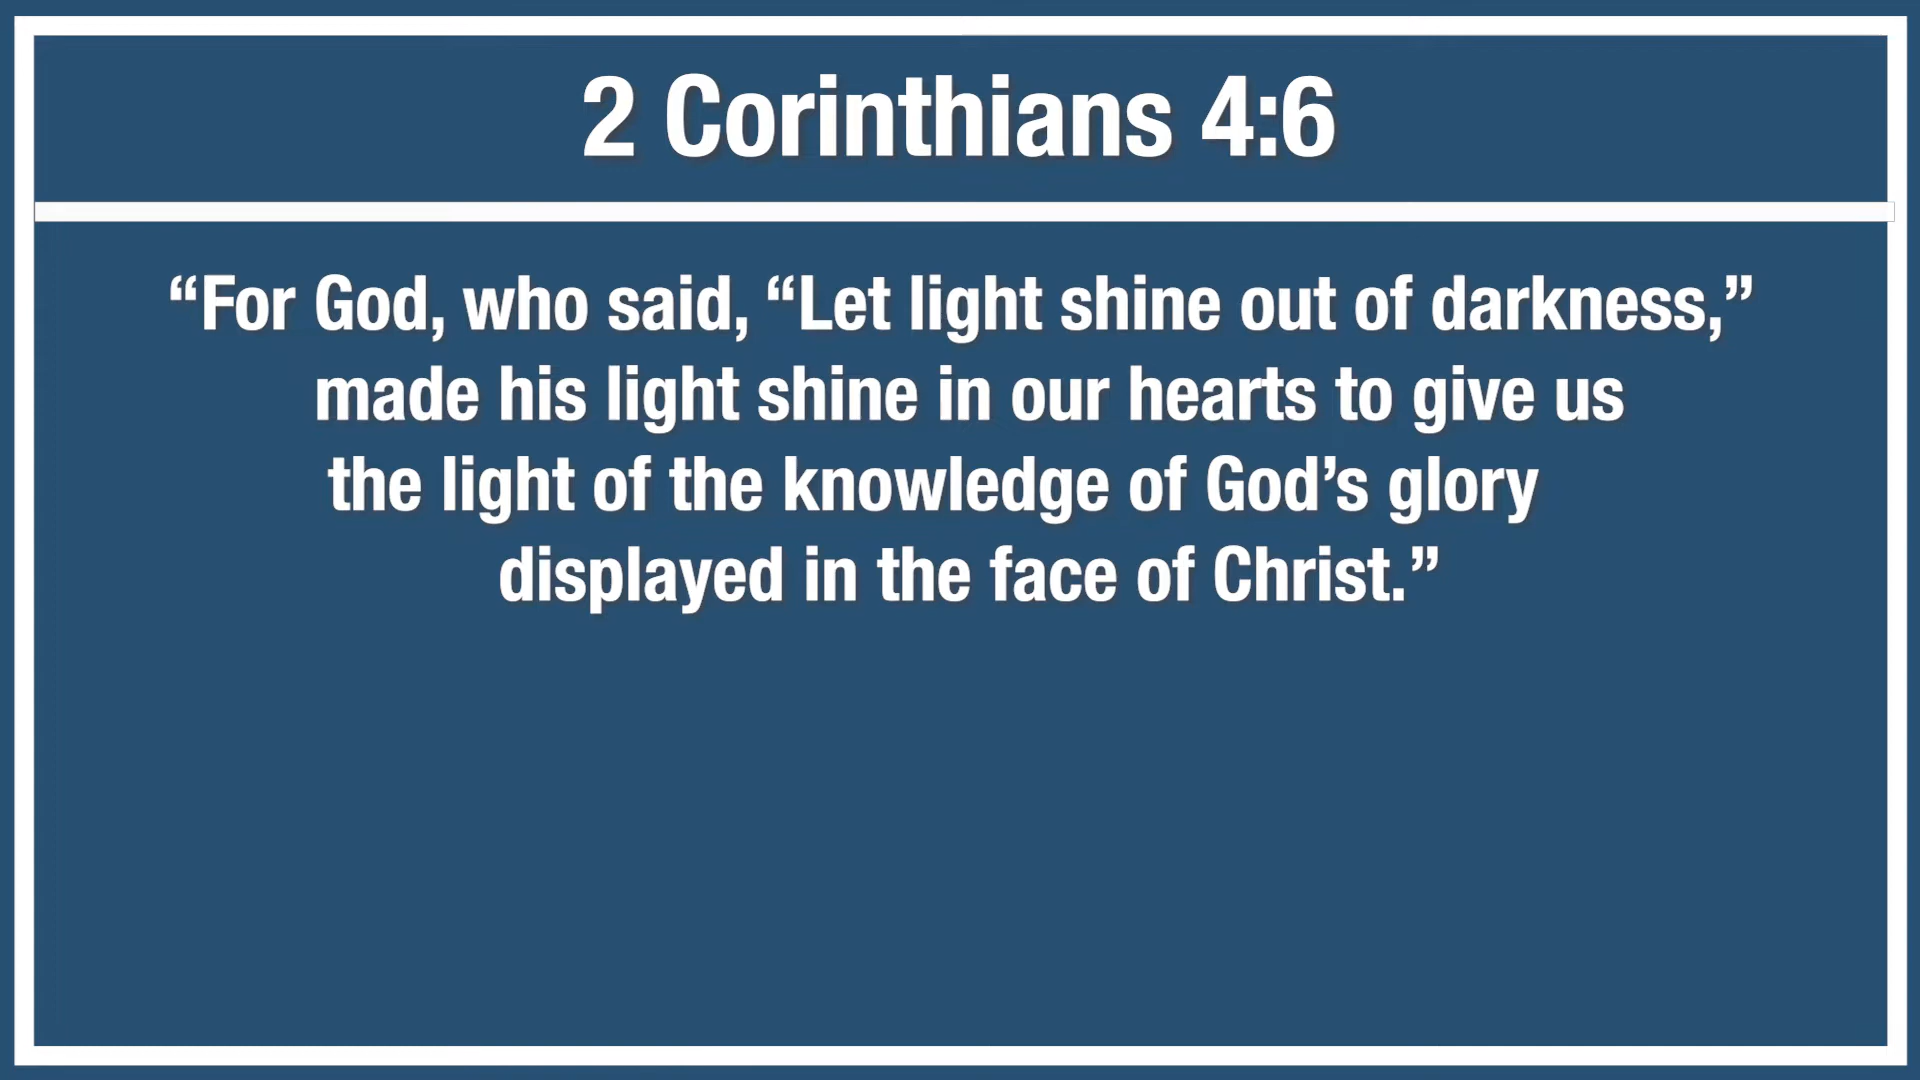 2 Corinthians 4:6
“For God, who said, “Let light shine out of darkness,”
made his light shine in our hearts to give us
the light of the knowledge of God’s glory
displayed in the face of Christ.”